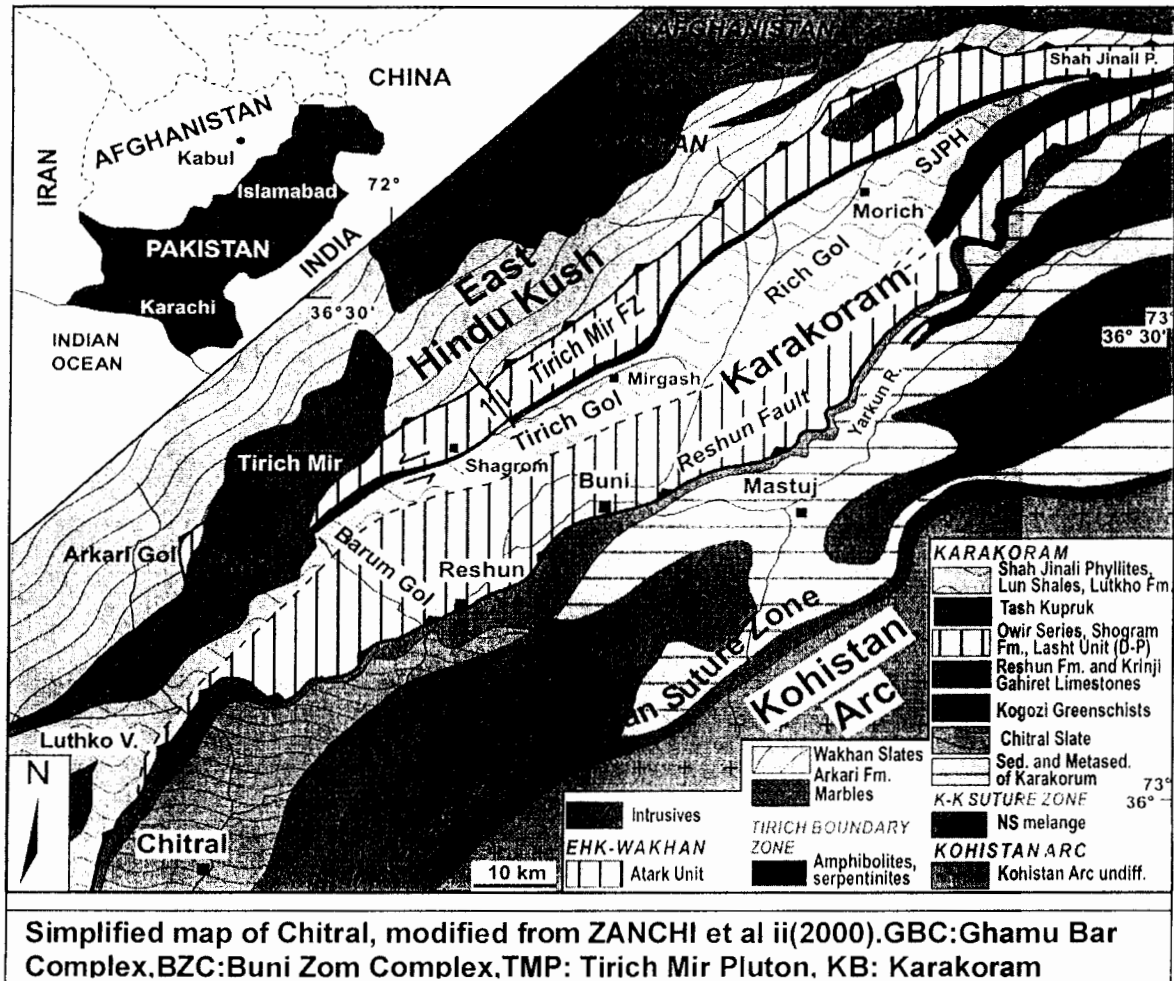 AFGHANISTAN
CHINA
Shah Jinali P.
IRAN
AFGHANISTAN
Kabul
Islamabad
72°
PAKISTAN
INDIA
Karachi
INDIAN
OCEAN
36° 30'
SJPH
Morich
East
Hindu Kush
Rich Gol
Karakoram
73
36° 30'
Tirich Mir FZ
Mirgash
Tirich Gol
Reshun Fault
Yarkun R.
Tirich Mir
Shagrom
Buni
Mastuj
Arkari Gol
Barum Gol
Reshun
Suture Zone
Kohistan
Arc
Luthko V.
N
Chitral
10 km
Intrusives
EHK-WAKHAN
Atark Unit
Wakhan Slates
Arkari Fm.
Marbles
TIRICH BOUNDARY
ZONE
Amphibolites,
serpentinites
KARAKORAM
Shah Jinali Phyllites,
Lun Shales, Lutkho Fm.
Tash Kupruk
Owir Series, Shogram
Fm., Lasht Unit (D-P)
Reshun Fm. and Krinji
Gahiret Limestones
Kogozi Greenschists
Chitral Slate
Sed. and Metased.
of Karakorum
73°
36°
K-K SUTURE ZONE
NS melange
KOHISTAN ARC
Kohistan Arc undiff.
Simplified map of Chitral, modified from ZANCHI et al ii(2000).GBC:Ghamu Bar
Complex,BZC:Buni Zom Complex,TMP: Tirich Mir Pluton, KB: Karakoram